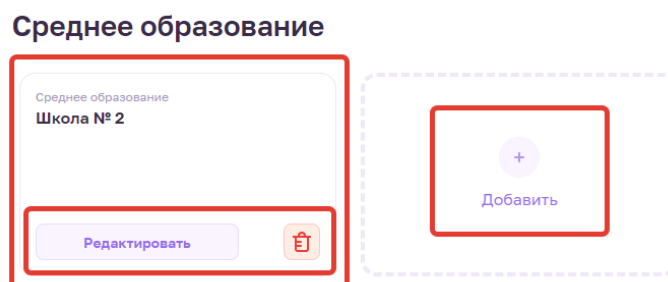 Среднее образование
Среднее образование
Школа № 2
+
Добавить
Редактировать